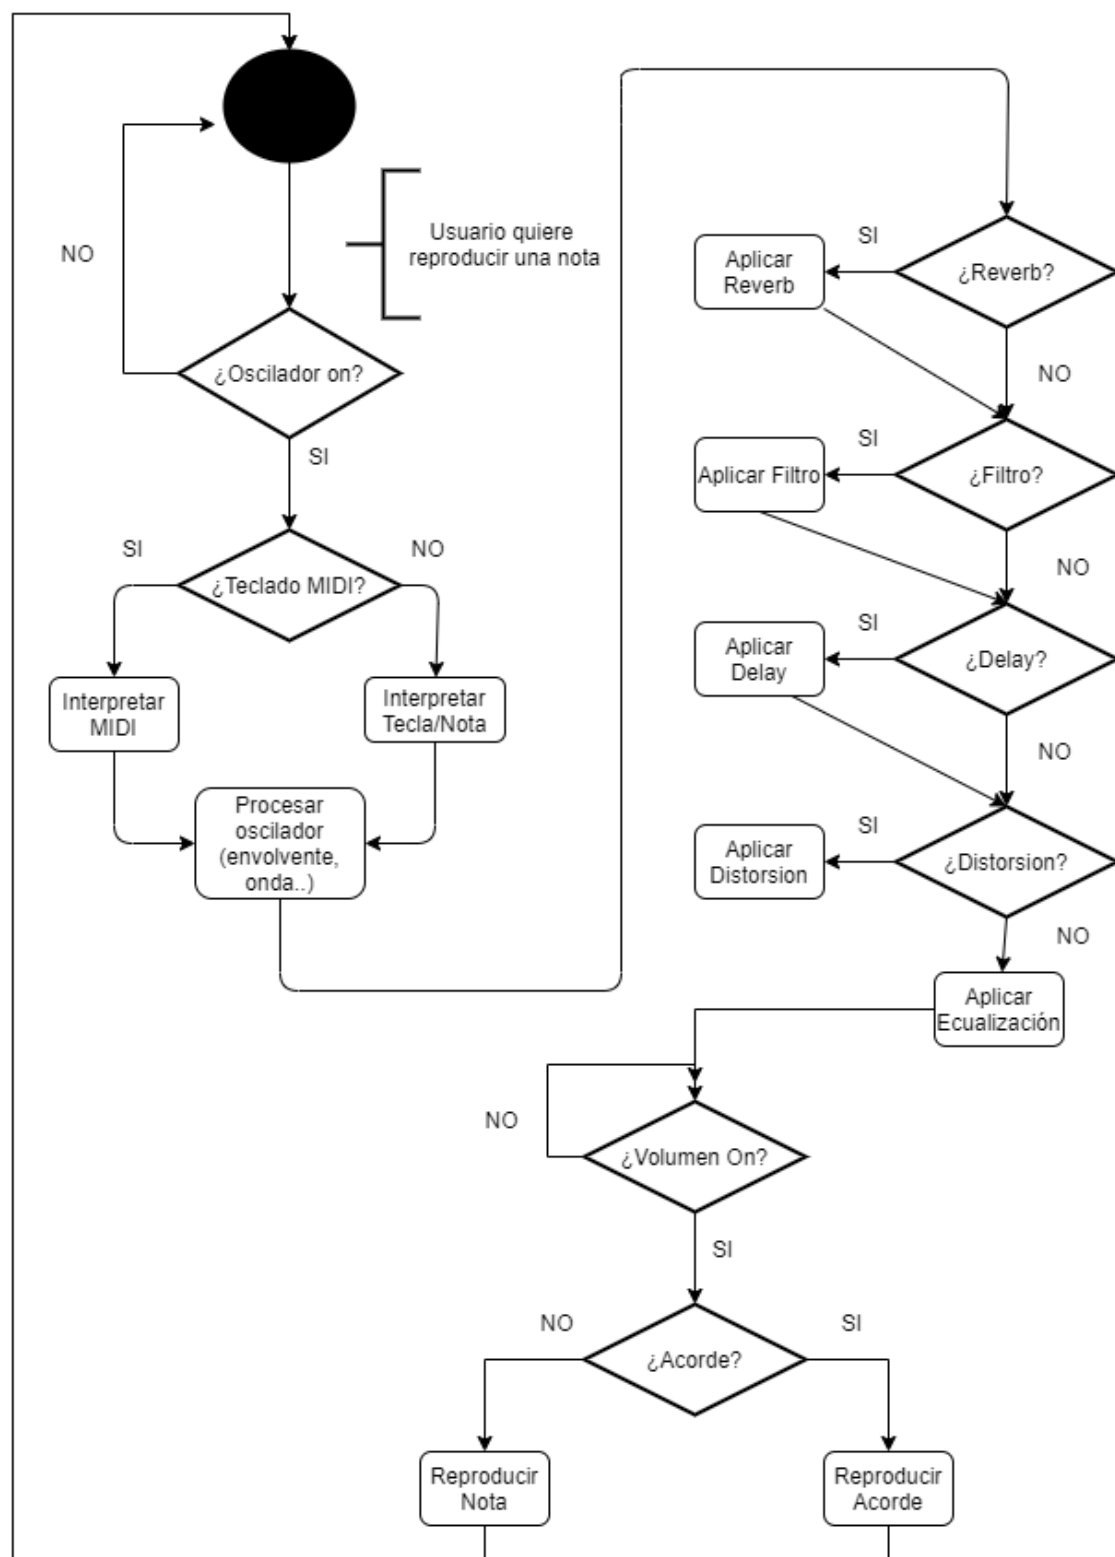 Usuario quiere
reproducir una nota
NO
¿Oscilador on?
SI
SI
NO
¿Teclado MIDI?
Interpretar
MIDI
Interpretar
Tecla/Nota
Procesar
oscilador
(envolvente,
onda..)
SI
¿Reverb?
Aplicar
Reverb
NO
SI
¿Filtro?
Aplicar Filtro
NO
SI
¿Delay?
Aplicar
Delay
NO
SI
¿Distorsion?
Aplicar
Distorsion
NO
Aplicar
Ecualización
NO
¿Volumen On?
SI
NO
SI
¿Acorde?
Reproducir
Nota
Reproducir
Acorde